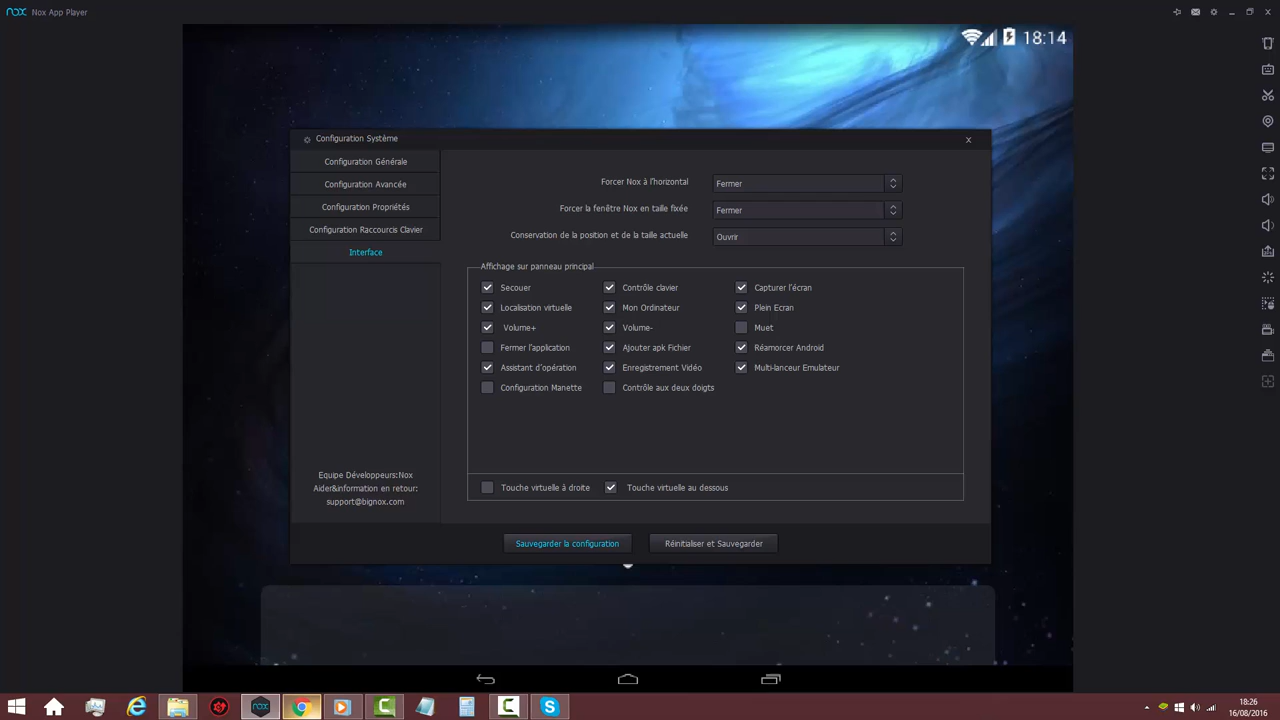 nox Nox App Player
18:14
Configuration Système
x
Configuration Générale
Configuration Avancée
Configuration Propriétés
Configuration Raccourcis Clavier
Interface
Forcer Nox à l'horizontal Fermer
Forcer la fenêtre Nox en taille fixée Fermer
Conservation de la position et de la taille actuelle Ouvrir
Affichage sur panneau principal
Secouer Contrôle clavier Capturer l'écran
Localisation virtuelle Mon Ordinateur Plein Ecran
Volume+ Volume- Muet
Fermer l'application Ajouter apk Fichier Réamorcer Android
Assistant d'opération Enregistrement Vidéo Multi-lanceur Emulateur
Configuration Manette Contrôle aux deux doigts
Touche virtuelle à droite Touche virtuelle au dessous
Equipe Développeurs:Nox
Aider&information en retour:
support@bignox.com
Sauvegarder la configuration Réinitialiser et Sauvegarder
nox
18:26
16/08/2016